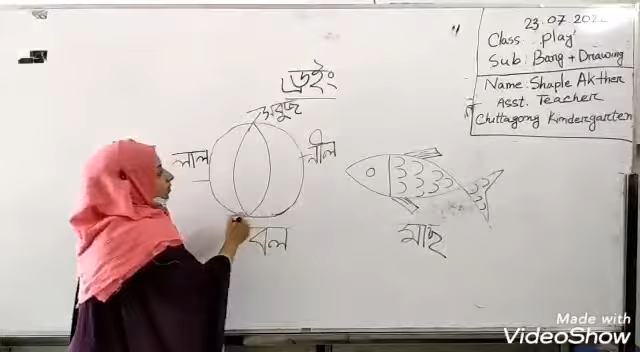 23.07.202
Class play
Sub: Bang + Drawing
Name: Shaple Akther
Asst. Teacher
Chittagong Kindergarten
ড্রইং
সবুজ
লাল
নীল
বল
মাছ
Made with
VideoShow